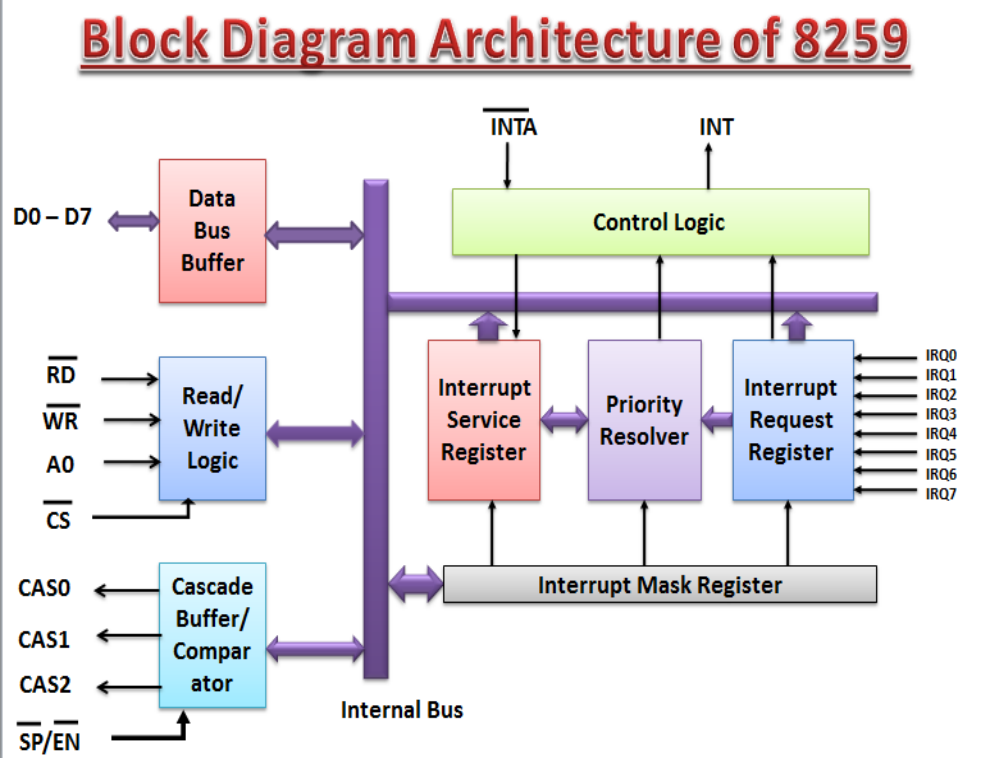 Block Diagram Architecture of 8259
INTA
INT
D0 – D7
Data
Bus
Buffer
Control Logic
RD
WR
A0
CS
Read/
Write
Logic
Interrupt
Service
Register
Priority
Resolver
Interrupt
Request
Register
IRQ0
IRQ1
IRQ2
IRQ3
IRQ4
IRQ5
IRQ6
IRQ7
Interrupt Mask Register
CAS0
CAS1
CAS2
SP/EN
Cascade
Buffer/
Compar
ator
Internal Bus